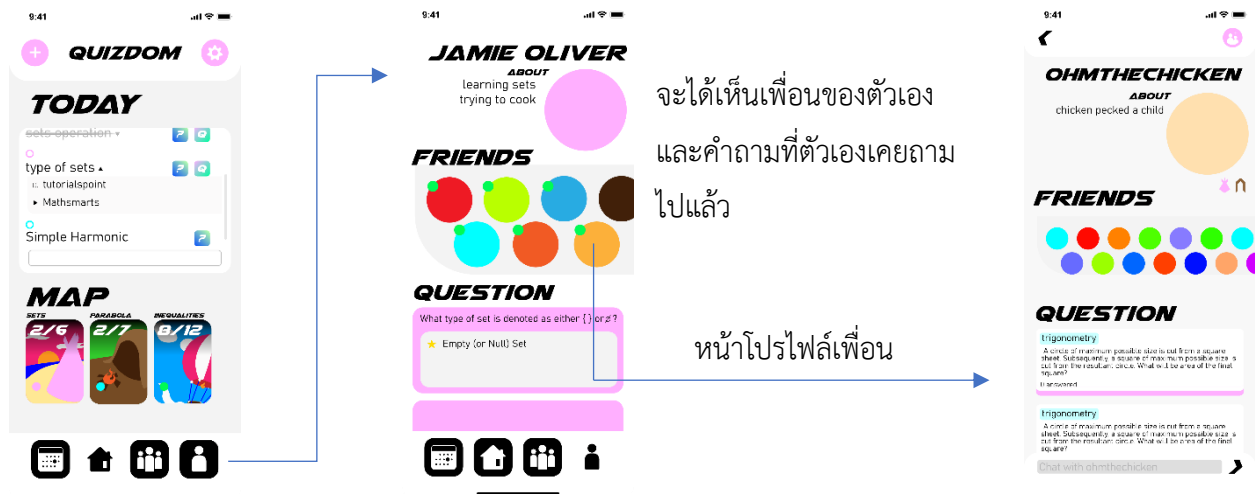 9:41
QUIZDOM
TODAY
sets operation
type of sets
tutorialspoint
Mathsmarts
Simple Harmonic
MAP
SETS
2/6
PARABOLA
2/7
INEQUALITIES
8/12
9:41
JAMIE OLIVER
ABOUT
learning sets
trying to cook
FRIENDS
QUESTION
What type of set is denoted as either { } or ≠ ?
Empty (or Null) Set
จะได้เห็นเพื่อนของตัวเอง
และคำถามที่ตัวเองเคยถาม
ไปแล้ว
หน้าโปรไฟล์เพื่อน
9:41
OHMTHECHICKEN
ABOUT
chicken pecked a child
FRIENDS
QUESTION
trigonometry
A circle of maximum possible size is cut from a square
sheet. Subsequently a square of maximum possible size is
cut from the resultant circle. What will be area of the final
square?
0 answered
trigonometry
A circle of maximum possible size is cut from a square
sheet. Subsequently a square of maximum possible size is
cut from the resultant circle. What will be area of the final
square?
Chat with ohmthechicken